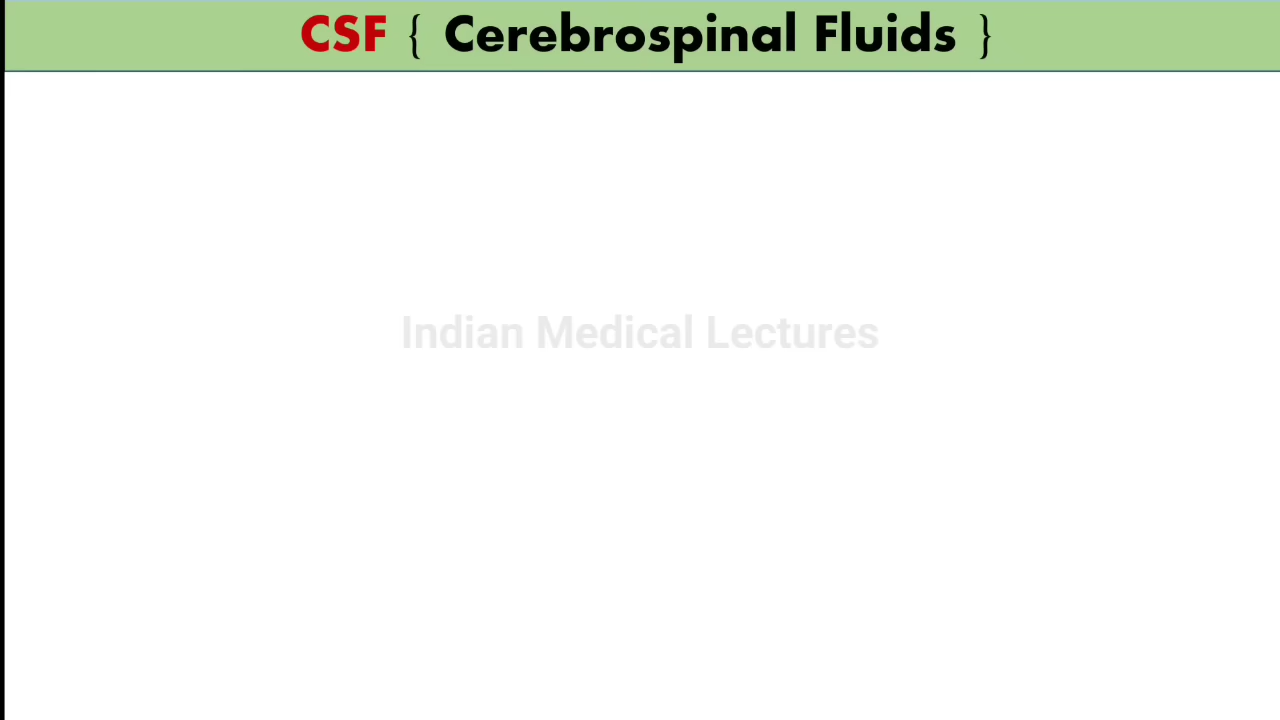 CSF { Cerebrospinal Fluids }
Indian Medical Lectures